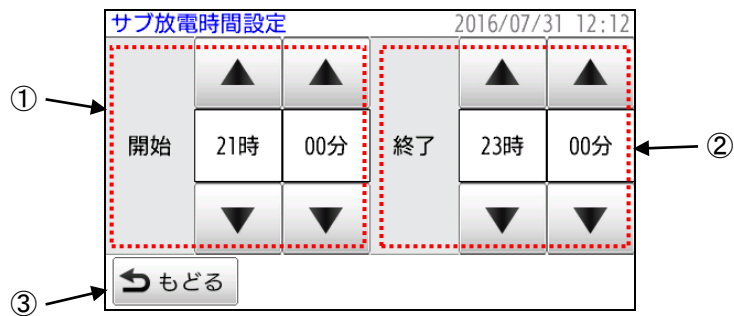 サブ放電時間設定 2016/07/31 12:12
①
開始 21時 00分 終了 23時 00分
②
もどる
③